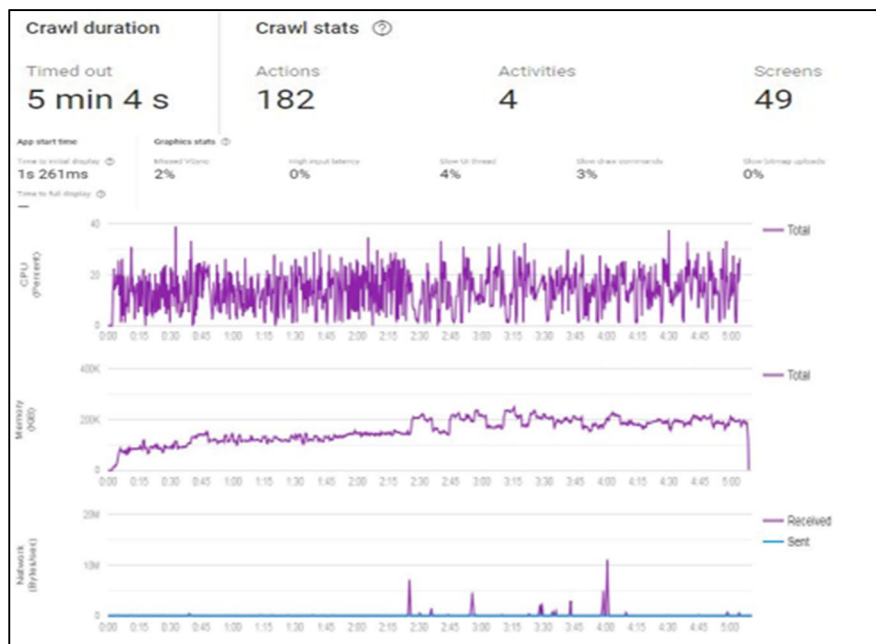 Crawl duration
Crawl stats ?
Timed out
Actions
Activities
Screens
5 min 4 s
182
4
49
App start time
Graphics stats ?
Time to initial display ?
Missed VSync
High input latency
Slow UI thread
Slow draw commands
Slow bitmap uploads
1s 261ms
2%
0%
4%
3%
0%
Time to full display ?
—
CPU
(Percent)
40
20
0
Total
0:00 0:15 0:30 0:45 1:00 1:15 1:30 1:45 2:00 2:15 2:30 2:45 3:00 3:15 3:30 3:45 4:00 4:15 4:30 4:45 5:00
Memory
(KiB)
400K
200K
0
Total
0:00 0:15 0:30 0:45 1:00 1:15 1:30 1:45 2:00 2:15 2:30 2:45 3:00 3:15 3:30 3:45 4:00 4:15 4:30 4:45 5:00
Network
(Bytes/sec)
20M
10M
0
Received
Sent
0:00 0:15 0:30 0:45 1:00 1:15 1:30 1:45 2:00 2:15 2:30 2:45 3:00 3:15 3:30 3:45 4:00 4:15 4:30 4:45 5:00